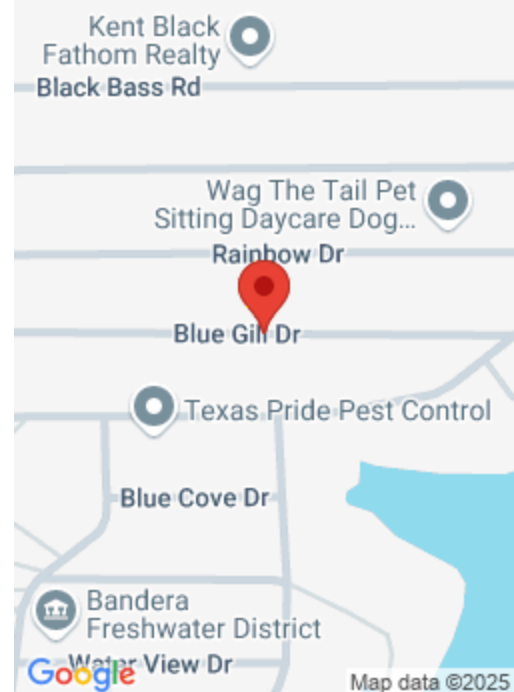 Kent Black
Fathom Realty
Black Bass Rd
Wag The Tail Pet
Sitting Daycare Dog...
Rainbow Dr
Blue Gill Dr
Texas Pride Pest Control
Blue Cove Dr
Bandera
Freshwater District
Water View Dr
Google
Map data ©2025